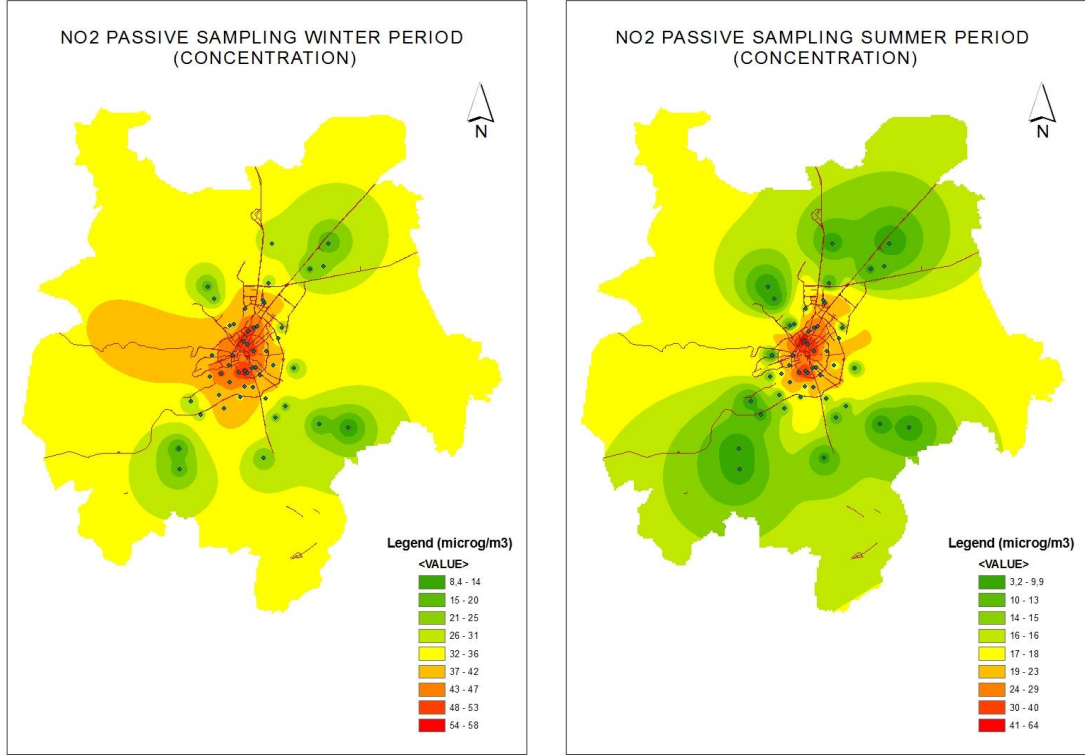 NO2 PASSIVE SAMPLING WINTER PERIOD
(CONCENTRATION)
N
Legend (microg/m3)
<VALUE>
8,4 - 14
15 - 20
21 - 25
26 - 31
32 - 36
37 - 42
43 - 47
48 - 53
54 - 58
NO2 PASSIVE SAMPLING SUMMER PERIOD
(CONCENTRATION)
N
Legend (microg/m3)
<VALUE>
3,2 - 9,9
10 - 13
14 - 15
16 - 16
17 - 18
19 - 23
24 - 29
30 - 40
41 - 64